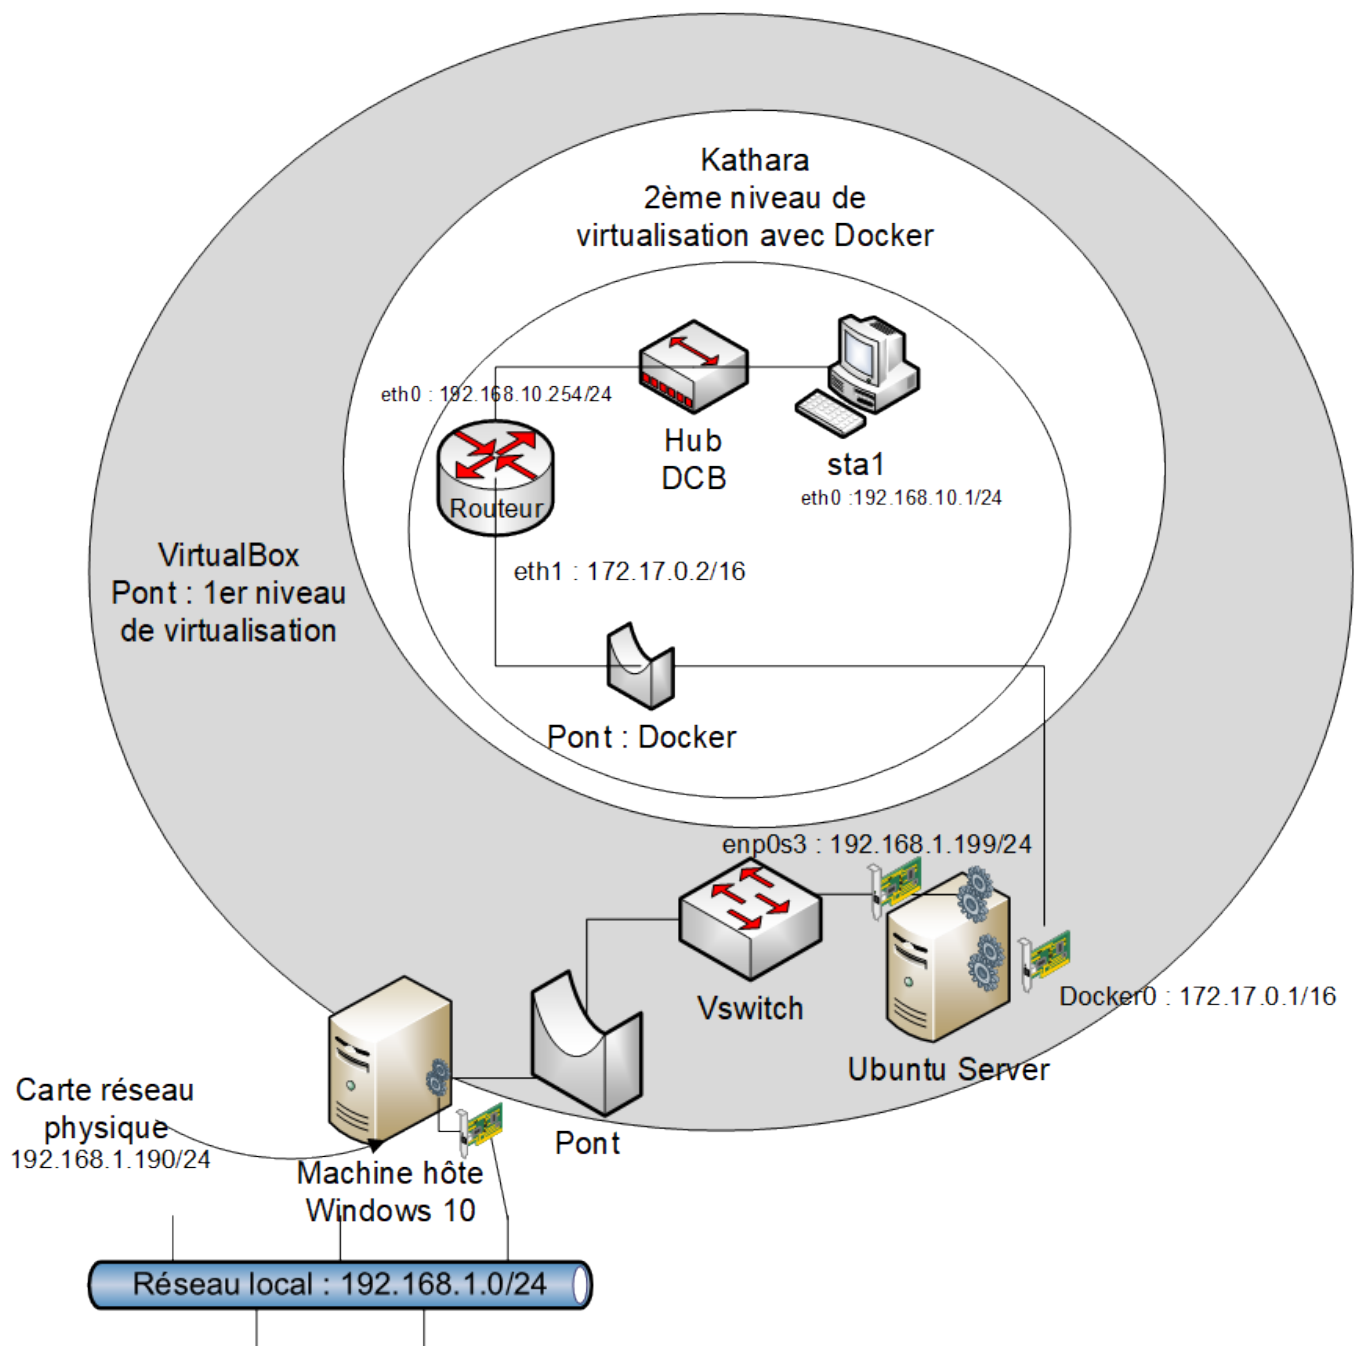 Kathara
2ème niveau de
virtualisation avec Docker
eth0 : 192.168.10.254/24
Hub
DCB
sta1
eth0 :192.168.10.1/24
Routeur
eth1 : 172.17.0.2/16
VirtualBox
Pont : 1er niveau
de virtualisation
Pont : Docker
enp0s3 : 192.168.1.199/24
Vswitch
Docker0 : 172.17.0.1/16
Ubuntu Server
Carte réseau
physique
192.168.1.190/24
Pont
Machine hôte
Windows 10
Réseau local : 192.168.1.0/24